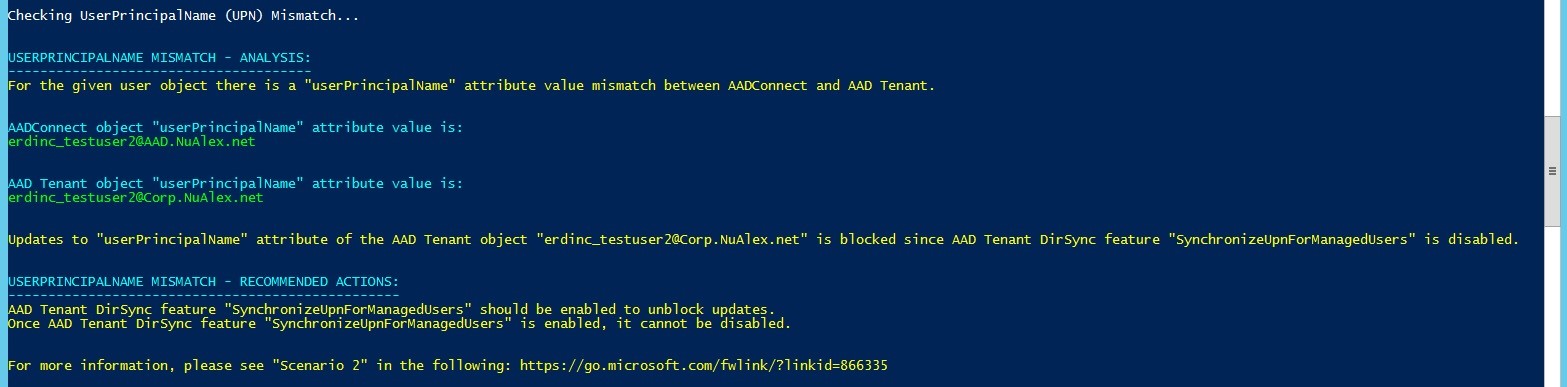 Checking UserPrincipalName (UPN) Mismatch...
USERPRINCIPALNAME MISMATCH - ANALYSIS:
--------------------------------------
For the given user object there is a "userPrincipalName" attribute value mismatch between AADConnect and AAD Tenant.
AADConnect object "userPrincipalName" attribute value is:
erdinc_testuser2@AAD.NuAlex.net
AAD Tenant object "userPrincipalName" attribute value is:
erdinc_testuser2@Corp.NuAlex.net
Updates to "userPrincipalName" attribute of the AAD Tenant object "erdinc_testuser2@Corp.NuAlex.net" is blocked since AAD Tenant DirSync feature "SynchronizeUpnForManagedUsers" is disabled.
USERPRINCIPALNAME MISMATCH - RECOMMENDED ACTIONS:
-------------------------------------------------
AAD Tenant DirSync feature "SynchronizeUpnForManagedUsers" should be enabled to unblock updates.
Once AAD Tenant DirSync feature "SynchronizeUpnForManagedUsers" is enabled, it cannot be disabled.
For more information, please see "Scenario 2" in the following: https://go.microsoft.com/fwlink/?linkid=866335